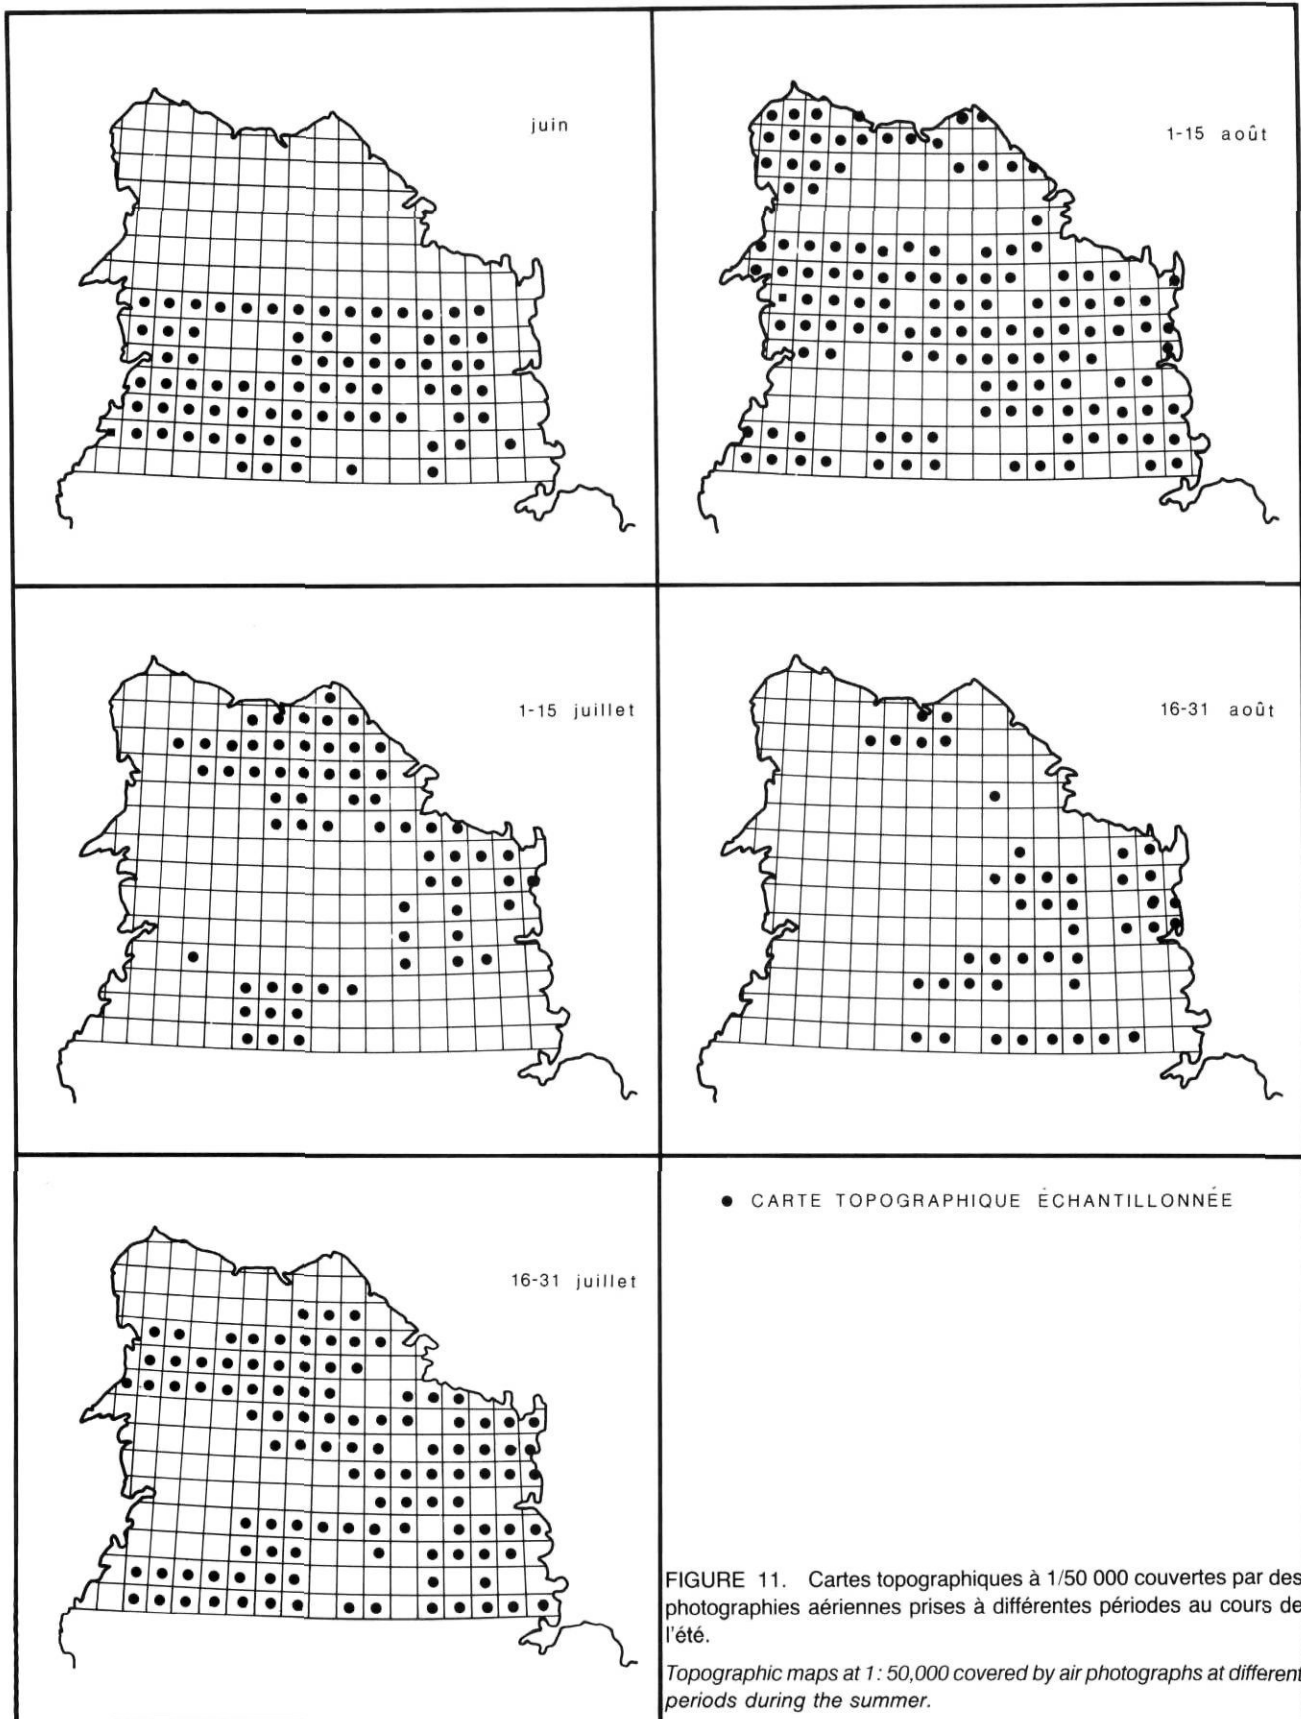 juin
1-15 août
1-15 juillet
16-31 août
16-31 juillet
CARTE TOPOGRAPHIQUE ÉCHANTILLONNÉE
FIGURE 11. Cartes topographiques à 1/50 000 couvertes par des
photographies aériennes prises à différentes périodes au cours de
l'été.
Topographic maps at 1: 50,000 covered by air photographs at different
periods during the summer.